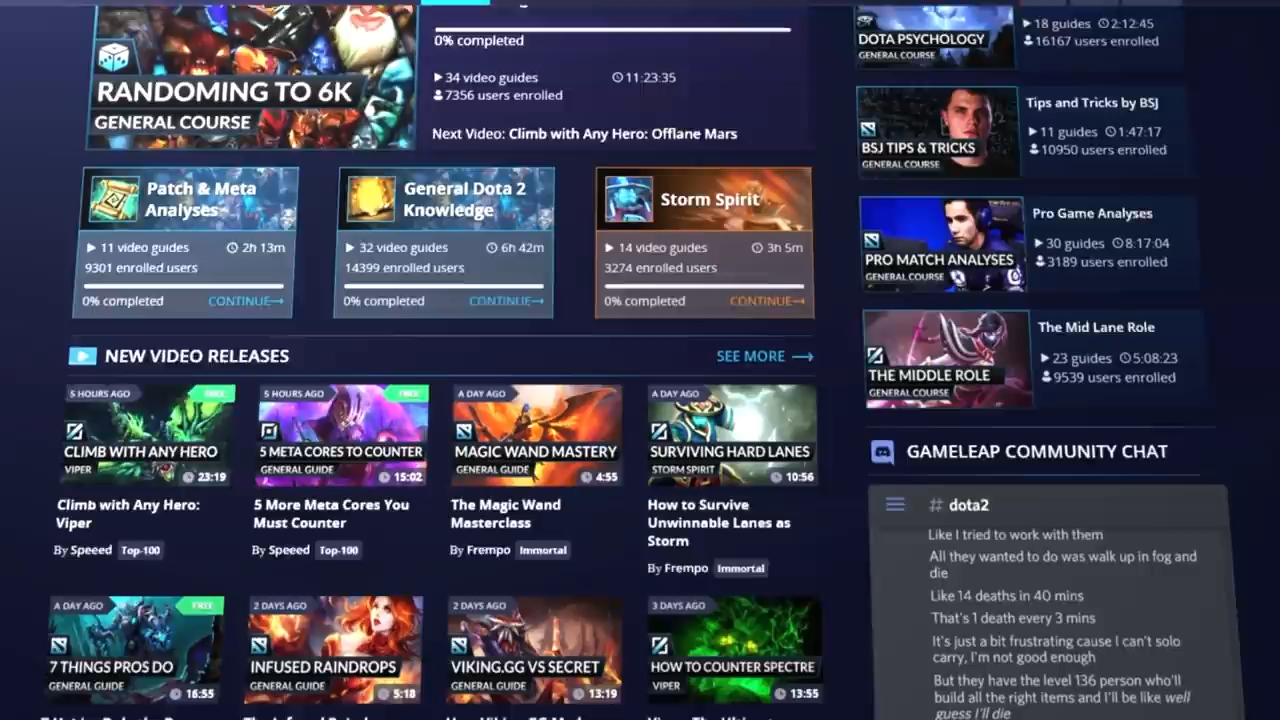 RANDOMING TO 6K
GENERAL COURSE
0% completed
34 video guides
11:23:35
7356 users enrolled
Next Video: Climb with Any Hero: Offlane Mars
Patch & Meta
Analyses
11 video guides
2h 13m
9301 enrolled users
0% completed
CONTINUE
General Dota 2
Knowledge
32 video guides
6h 42m
14399 enrolled users
0% completed
CONTINUE
Storm Spirit
14 video guides
3h 5m
3274 enrolled users
0% completed
CONTINUE
NEW VIDEO RELEASES
SEE MORE
5 HOURS AGO
FREE
CLIMB WITH ANY HERO
VIPER
23:19
Climb with Any Hero:
Viper
By Speeed Top-100
5 HOURS AGO
FREE
5 META CORES TO COUNTER
GENERAL GUIDE
15:02
5 More Meta Cores You
Must Counter
By Speeed Top-100
A DAY AGO
MAGIC WAND MASTERY
GENERAL GUIDE
4:55
The Magic Wand
Masterclass
By Frempo Immortal
A DAY AGO
SURVIVING HARD LANES
STORM SPIRIT
10:56
How to Survive
Unwinnable Lanes as
Storm
By Frempo Immortal
A DAY AGO
FREE
7 THINGS PROS DO
GENERAL GUIDE
16:55
2 DAYS AGO
INFUSED RAINDROPS
GENERAL GUIDE
5:18
2 DAYS AGO
VIKING.GG VS SECRET
GENERAL GUIDE
13:19
3 DAYS AGO
HOW TO COUNTER SPECTRE
VIPER
13:55
DOTA PSYCHOLOGY
GENERAL COURSE
18 guides 2:12:45
16167 users enrolled
BSJ TIPS & TRICKS
GENERAL COURSE
Tips and Tricks by BSJ
11 guides 1:47:17
10950 users enrolled
PRO MATCH ANALYSES
GENERAL COURSE
Pro Game Analyses
30 guides 8:17:04
3189 users enrolled
THE MIDDLE ROLE
GENERAL COURSE
The Mid Lane Role
23 guides 5:08:23
9539 users enrolled
GAMELEAP COMMUNITY CHAT
# dota2
Like I tried to work with them
All they wanted to do was walk up in fog and
die
Like 14 deaths in 40 mins
That's 1 death every 3 mins
It's just a bit frustrating cause I can't solo
carry, I'm not good enough
But they have the level 136 person who'll
build all the right items and I'll be like well
guess I'll die